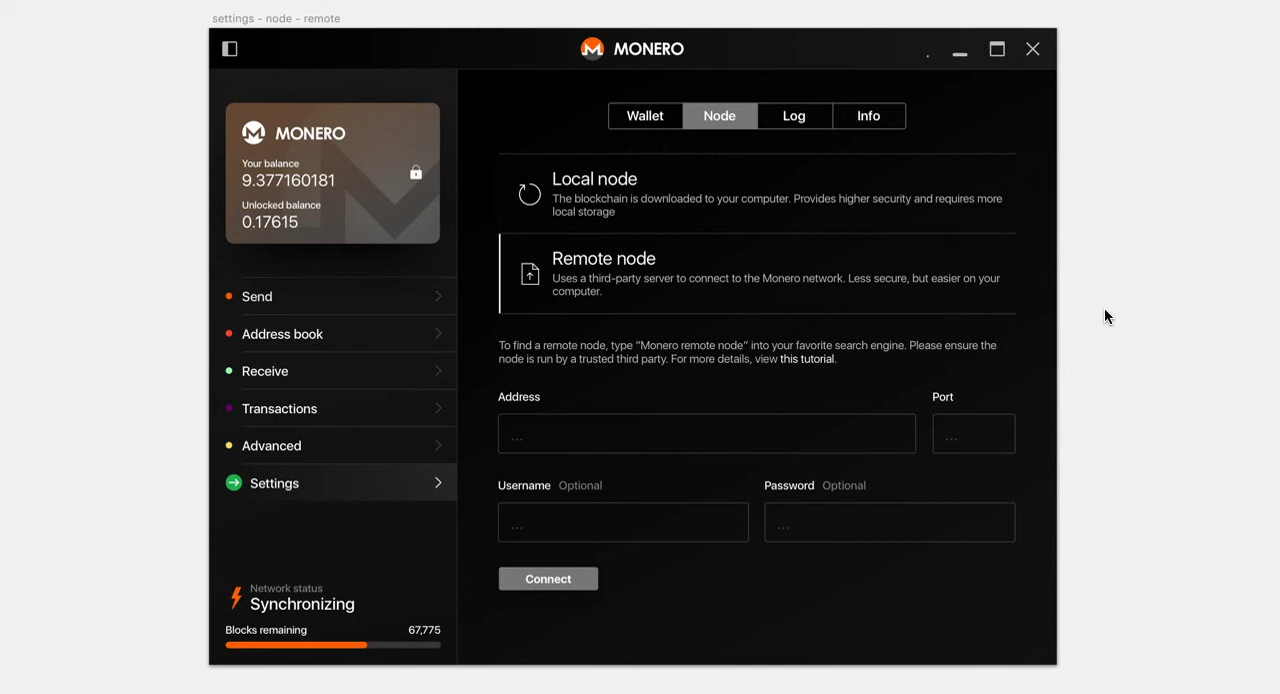 settings - node - remote
MONERO
MONERO
Your balance
9.377160181
Unlocked balance
0.17615
Send
Address book
Receive
Transactions
Advanced
Settings
Network status
Synchronizing
Blocks remaining 67,775
Wallet Node Log Info
Local node
The blockchain is downloaded to your computer. Provides higher security and requires more
local storage
Remote node
Uses a third-party server to connect to the Monero network. Less secure, but easier on your
computer.
To find a remote node, type “Monero remote node” into your favorite search engine. Please ensure the
node is run by a trusted third party. For more details, view this tutorial.
Address Port
... ...
Username Optional Password Optional
... ...
Connect